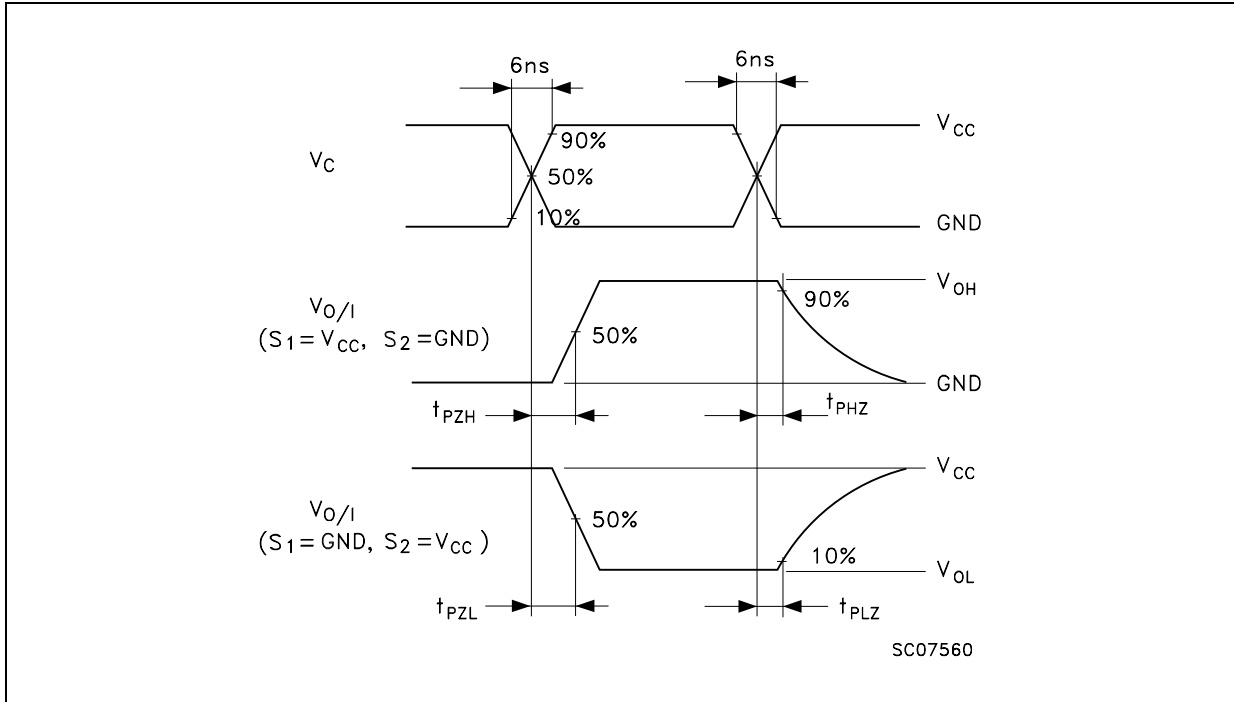 6ns 6ns
V_CC
90%
V_C 50%
10%
GND
V_OH
90%
V_O/I
(S_1=V_CC, S_2=GND) 50%
GND
t_PZH t_PHZ
V_CC
V_O/I 50%
(S_1=GND, S_2=V_CC)
10%
V_OL
t_PZL t_PLZ
SC07560